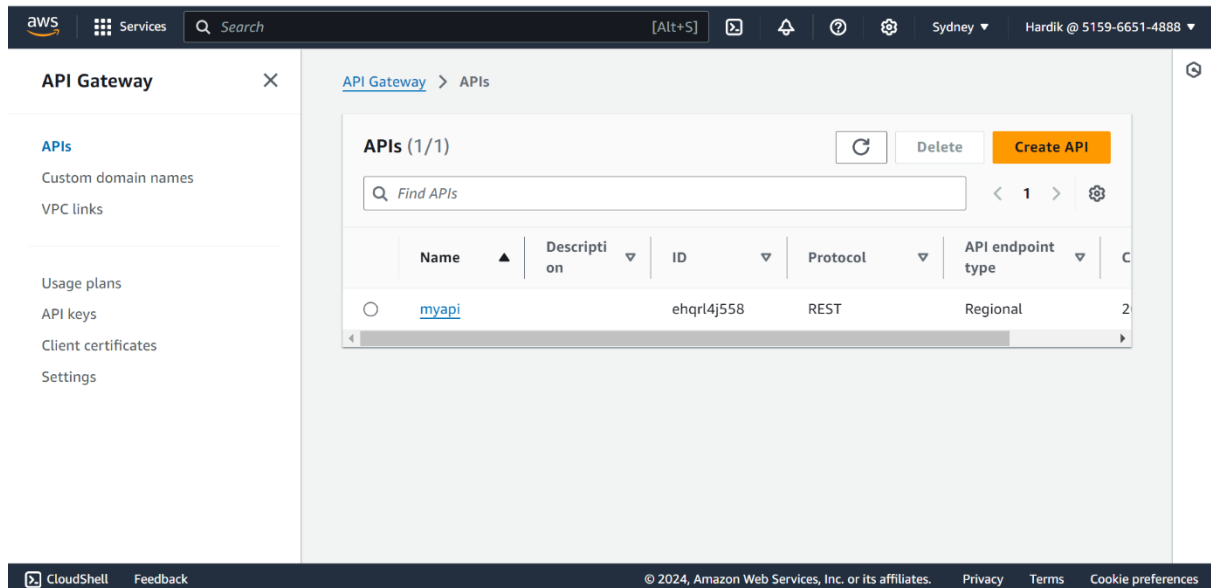 aws Services Search [Alt+S] Sydney Hardik @ 5159-6651-4888
API Gateway
API Gateway > APIs
APIs
Custom domain names
VPC links
Usage plans
API keys
Client certificates
Settings
APIs (1/1) Delete Create API
Find APIs 1
Name Descripti ID Protocol API endpoint C
on type
myapi ehqrl4j558 REST Regional 2
CloudShell Feedback © 2024, Amazon Web Services, Inc. or its affiliates. Privacy Terms Cookie preferences